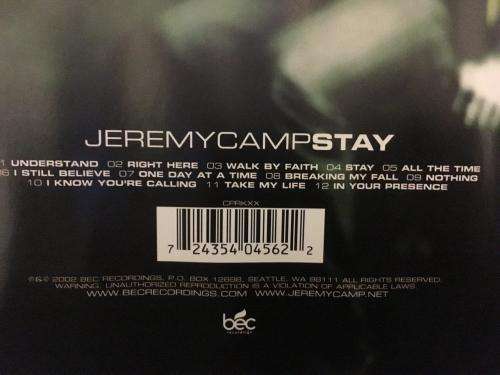 JEREMYCAMPSTAY
1 UNDERSTAND 02 RIGHT HERE 03 WALK BY FAITH 04 STAY 05 ALL THE TIME
06 I STILL BELIEVE 07 ONE DAY AT A TIME 08 BREAKING MY FALL 09 NOTHING
10 I KNOW YOU'RE CALLING 11 TAKE MY LIFE 12 IN YOUR PRESENCE
CPRKXX
7 24354 04562 2
℗© 2002 BEC RECORDINGS, P.O. BOX 12698, SEATTLE, WA 98111 ALL RIGHTS RESERVED.
WARNING: UNAUTHORIZED REPRODUCTION IS A VIOLATION OF APPLICABLE LAWS.
WWW.BECRECORDINGS.COM WWW.JEREMYCAMP.NET
bec
recordings